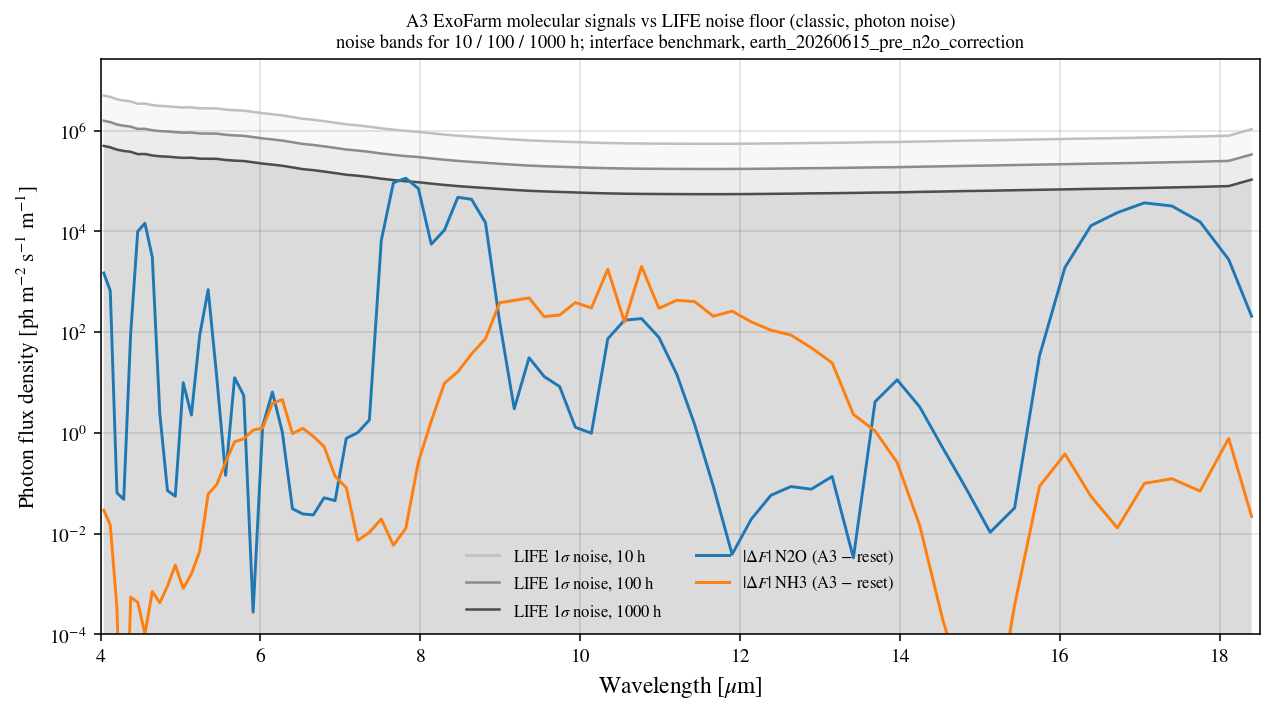 A3 ExoFarm molecular signals vs LIFE noise floor (classic, photon noise)
noise bands for 10 / 100 / 1000 h; interface benchmark, earth_20260615_pre_n2o_correction
Photon flux density [ph m⁻² s⁻¹ m⁻¹]
10⁶
10⁴
10²
10⁰
10⁻²
10⁻⁴
LIFE 1σ noise, 10 h
LIFE 1σ noise, 100 h
LIFE 1σ noise, 1000 h
|ΔF| N2O (A3 − reset)
|ΔF| NH3 (A3 − reset)
4 6 8 10 12 14 16 18
Wavelength [μm]